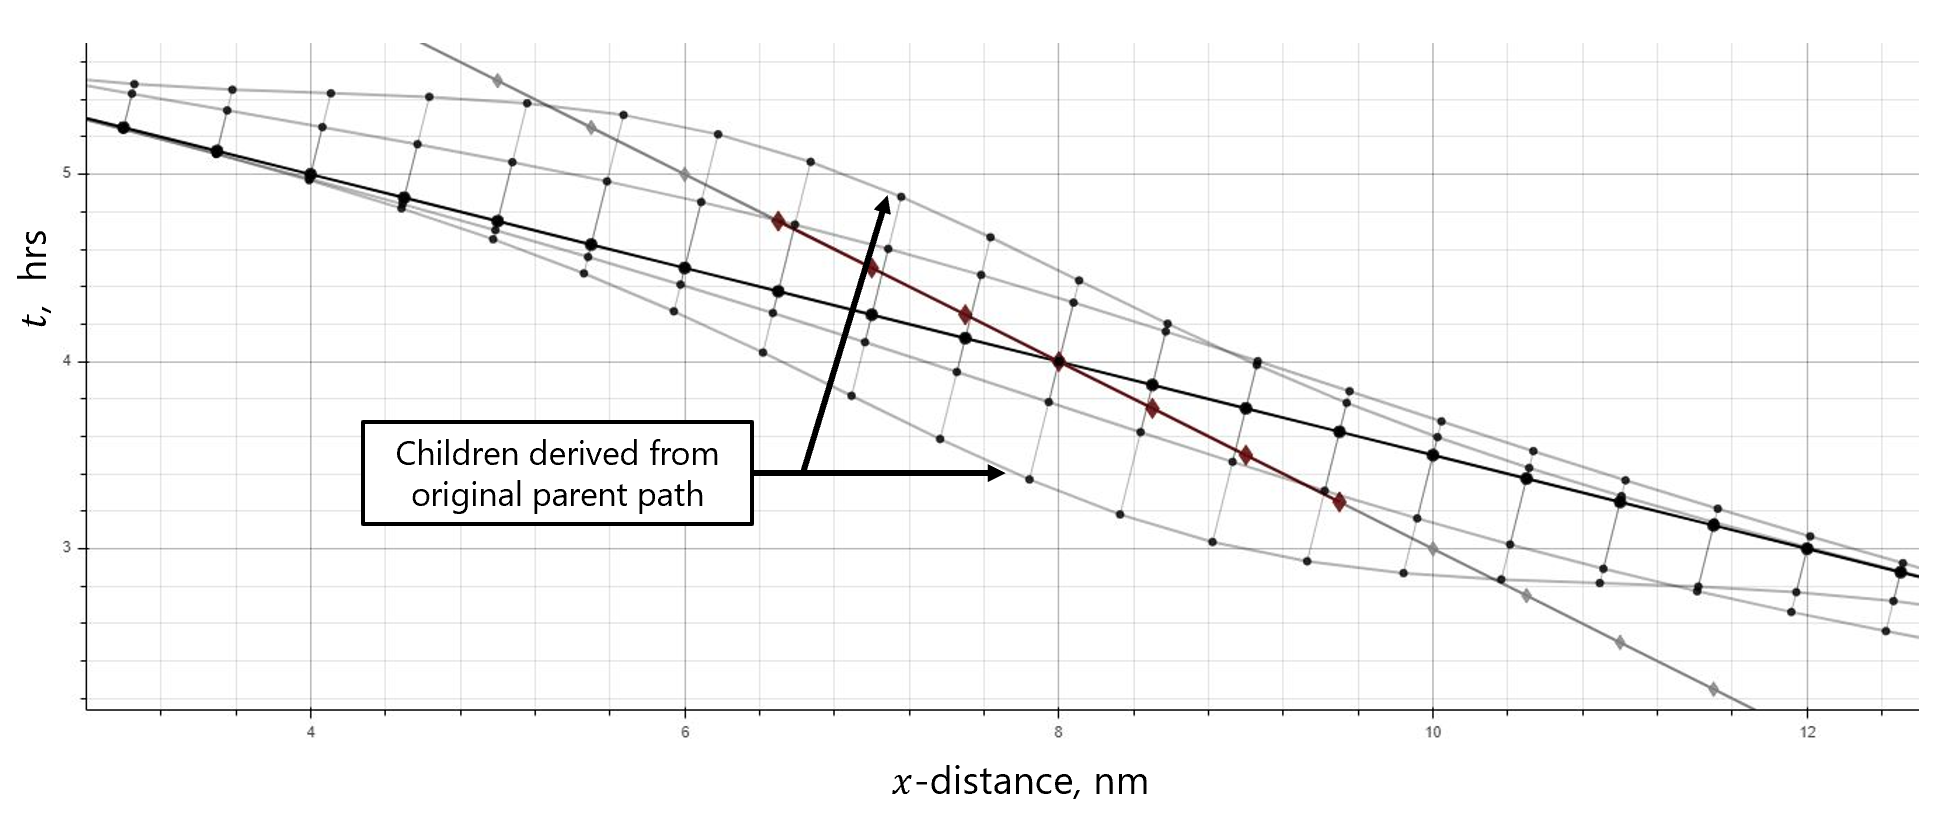 5
4
3
t, hrs
Children derived from
original parent path
4
6
8
10
12
x-distance, nm